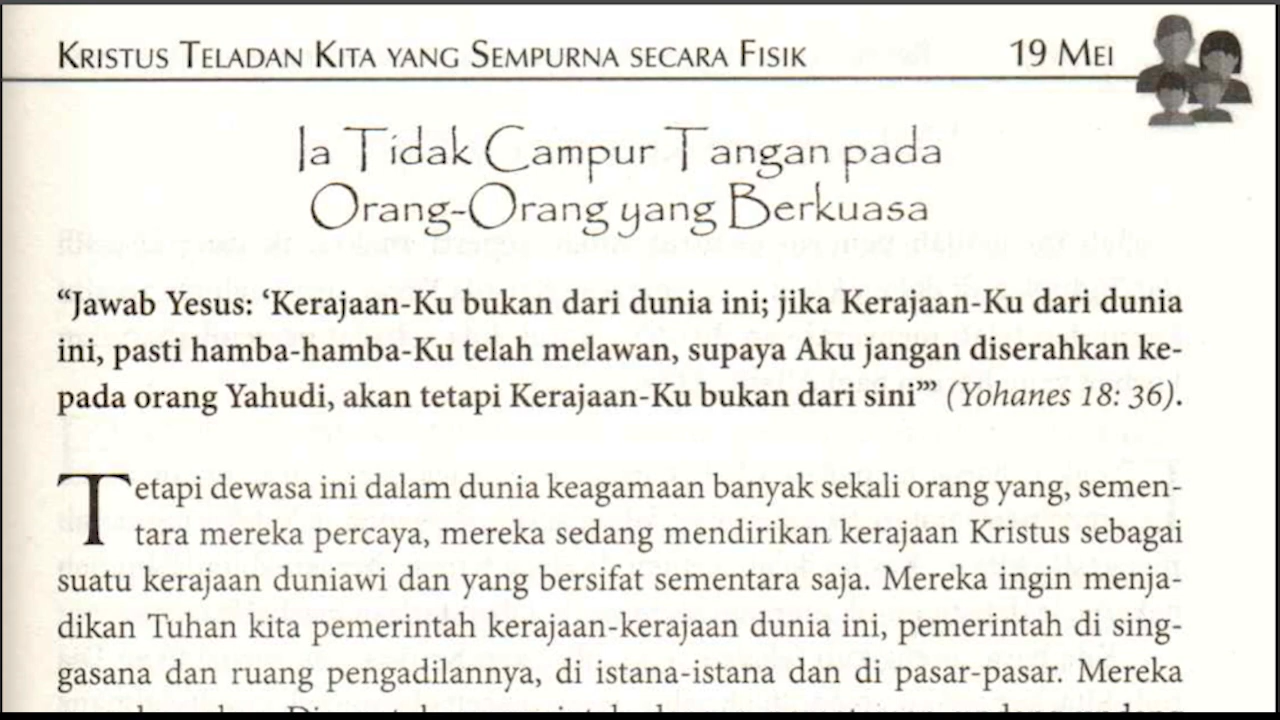 KRISTUS TELADAN KITA YANG SEMPURNA SECARA FISIK 19 MEI
Ia Tidak Campur Tangan pada
Orang-Orang yang Berkuasa
“Jawab Yesus: ‘Kerajaan-Ku bukan dari dunia ini; jika Kerajaan-Ku dari dunia
ini, pasti hamba-hamba-Ku telah melawan, supaya Aku jangan diserahkan ke-
pada orang Yahudi, akan tetapi Kerajaan-Ku bukan dari sini’”” (Yohanes 18: 36).
Tetapi dewasa ini dalam dunia keagamaan banyak sekali orang yang, semen-
tara mereka percaya, mereka sedang mendirikan kerajaan Kristus sebagai
suatu kerajaan duniawi dan yang bersifat sementara saja. Mereka ingin menja-
dikan Tuhan kita pemerintah kerajaan-kerajaan dunia ini, pemerintah di sing-
gasana dan ruang pengadilannya, di istana-istana dan di pasar-pasar. Mereka